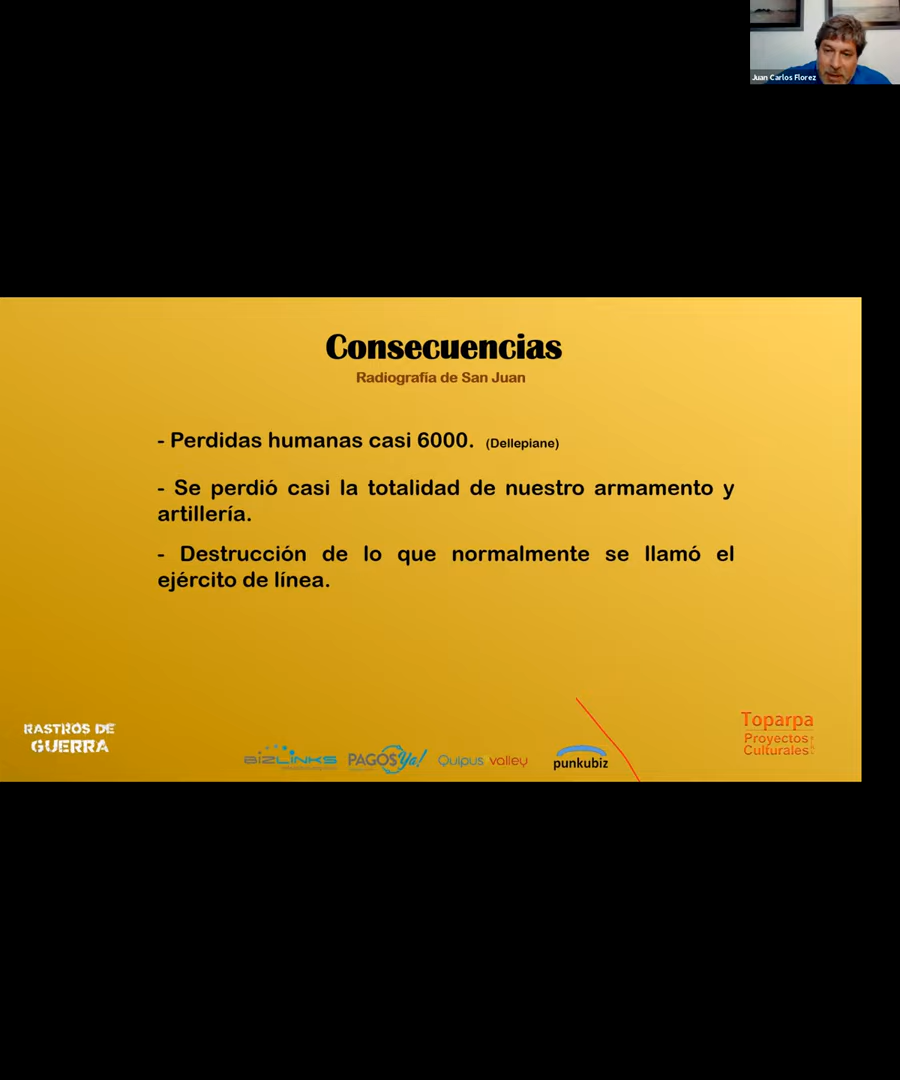 Juan Carlos Florez
Consecuencias
Radiografía de San Juan
- Perdidas humanas casi 6000. (Dellepiane)
- Se perdió casi la totalidad de nuestro armamento y
artillería.
- Destrucción de lo que normalmente se llamó el
ejército de línea.
RASTROS DE
GUERRA
BIZLINKS
PAGOS Ya!
Quipus valley
punkubiz
Toparpa
Proyectos
Culturales